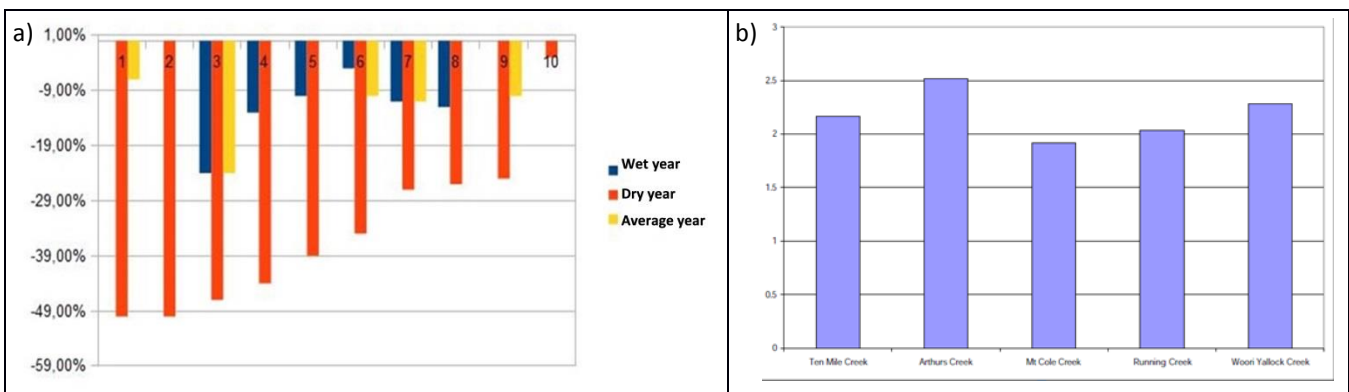 a)
1,00%
-9,00%
-19,00%
-29,00%
-39,00%
-49,00%
-59,00%
1 2 3 4 5 6 7 8 9 10
Wet year
Dry year
Average year
b)
3
2.5
2
1.5
1
0.5
0
Ten Mile Creek Arthurs Creek Mt Cole Creek Running Creek Woori Yallock Creek